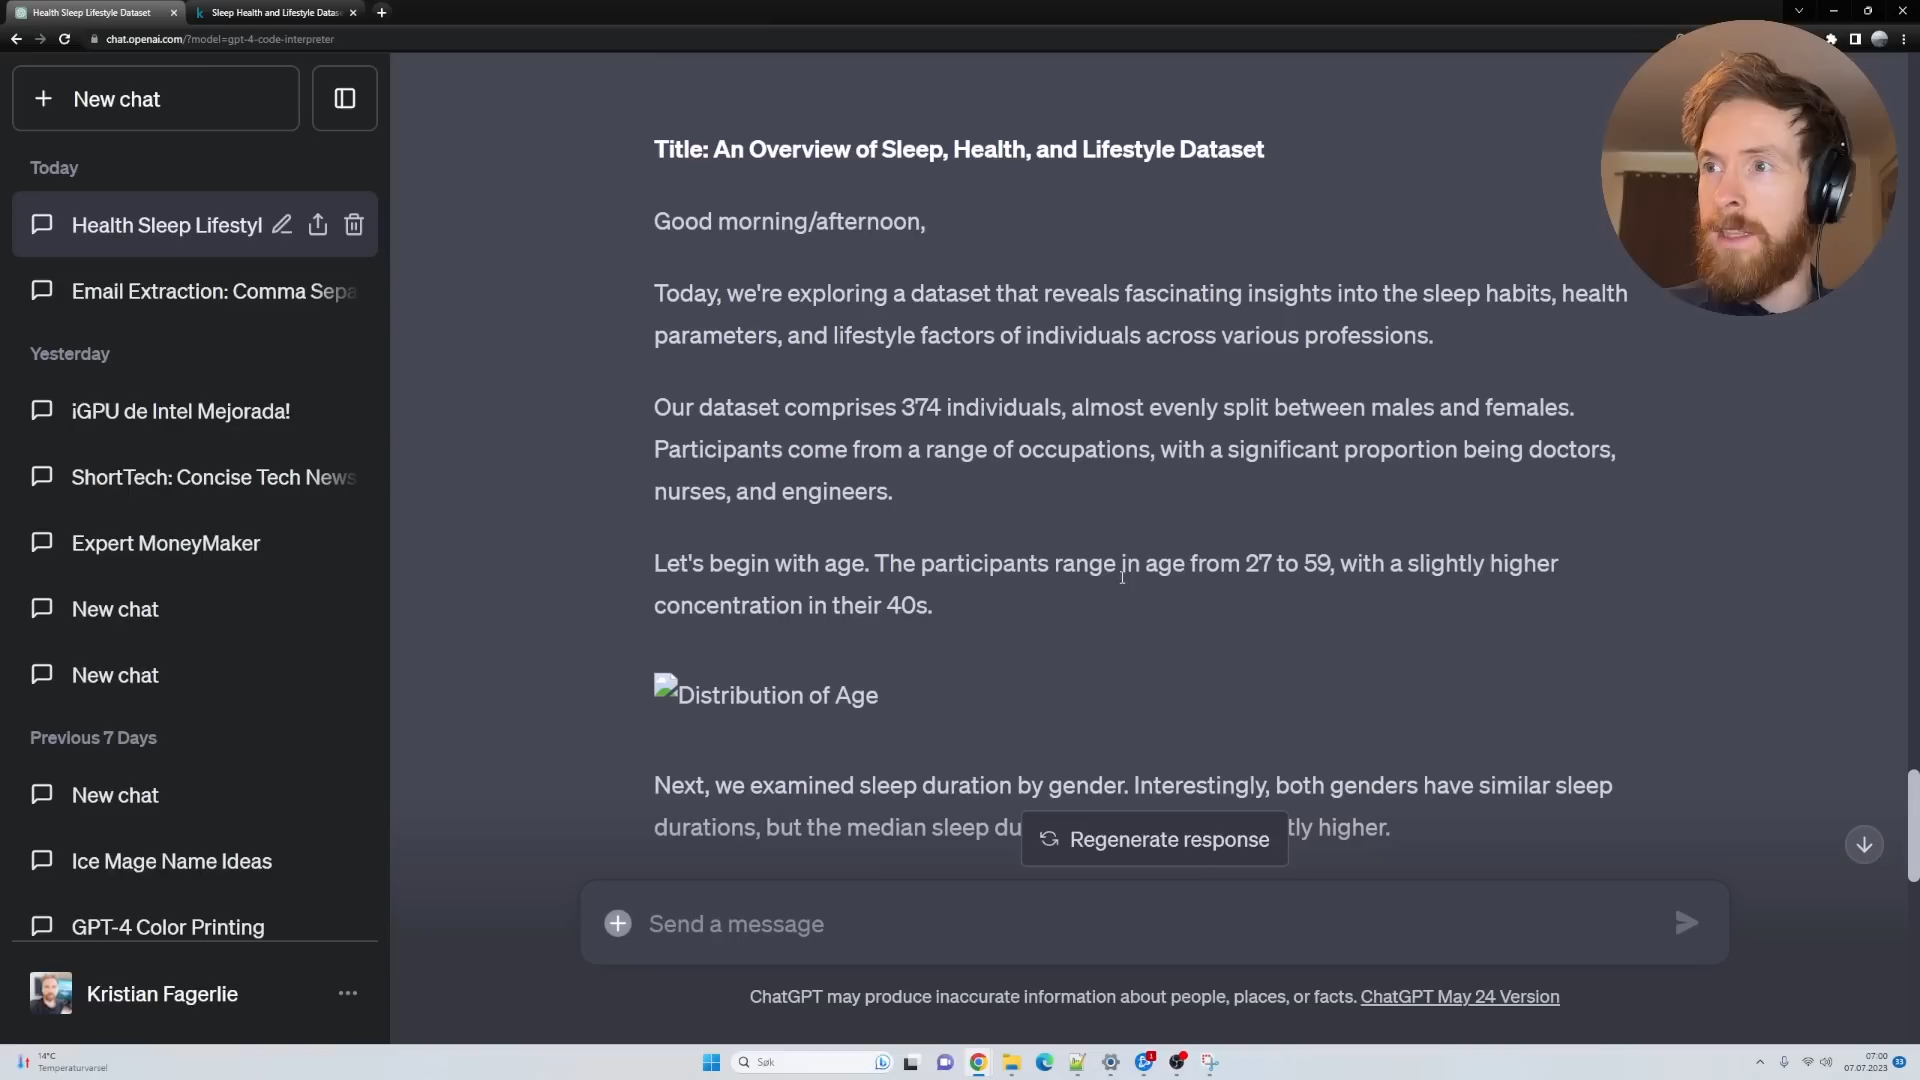 Health Sleep Lifestyle Dataset
Sleep Health and Lifestyle Datas
chat.openai.com/?model=gpt-4-code-interpreter
New chat
Today
Health Sleep Lifestyl
Email Extraction: Comma Sepa
Yesterday
iGPU de Intel Mejorada!
ShortTech: Concise Tech News
Expert MoneyMaker
New chat
New chat
Previous 7 Days
New chat
Ice Mage Name Ideas
GPT-4 Color Printing
Kristian Fagerlie
Title: An Overview of Sleep, Health, and Lifestyle Dataset
Good morning/afternoon,
Today, we're exploring a dataset that reveals fascinating insights into the sleep habits, health
parameters, and lifestyle factors of individuals across various professions.
Our dataset comprises 374 individuals, almost evenly split between males and females.
Participants come from a range of occupations, with a significant proportion being doctors,
nurses, and engineers.
Let's begin with age. The participants range in age from 27 to 59, with a slightly higher
concentration in their 40s.
Distribution of Age
Next, we examined sleep duration by gender. Interestingly, both genders have similar sleep
durations, but the median sleep du
tly higher.
Regenerate response
Send a message
ChatGPT may produce inaccurate information about people, places, or facts. ChatGPT May 24 Version
14°C
Temperaturvarsel
Søk
1
07:00
07.07.2023
33